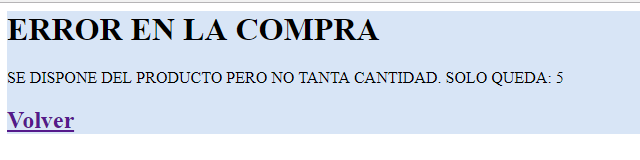 ERROR EN LA COMPRA
SE DISPONE DEL PRODUCTO PERO NO TANTA CANTIDAD. SOLO QUEDA: 5
Volver